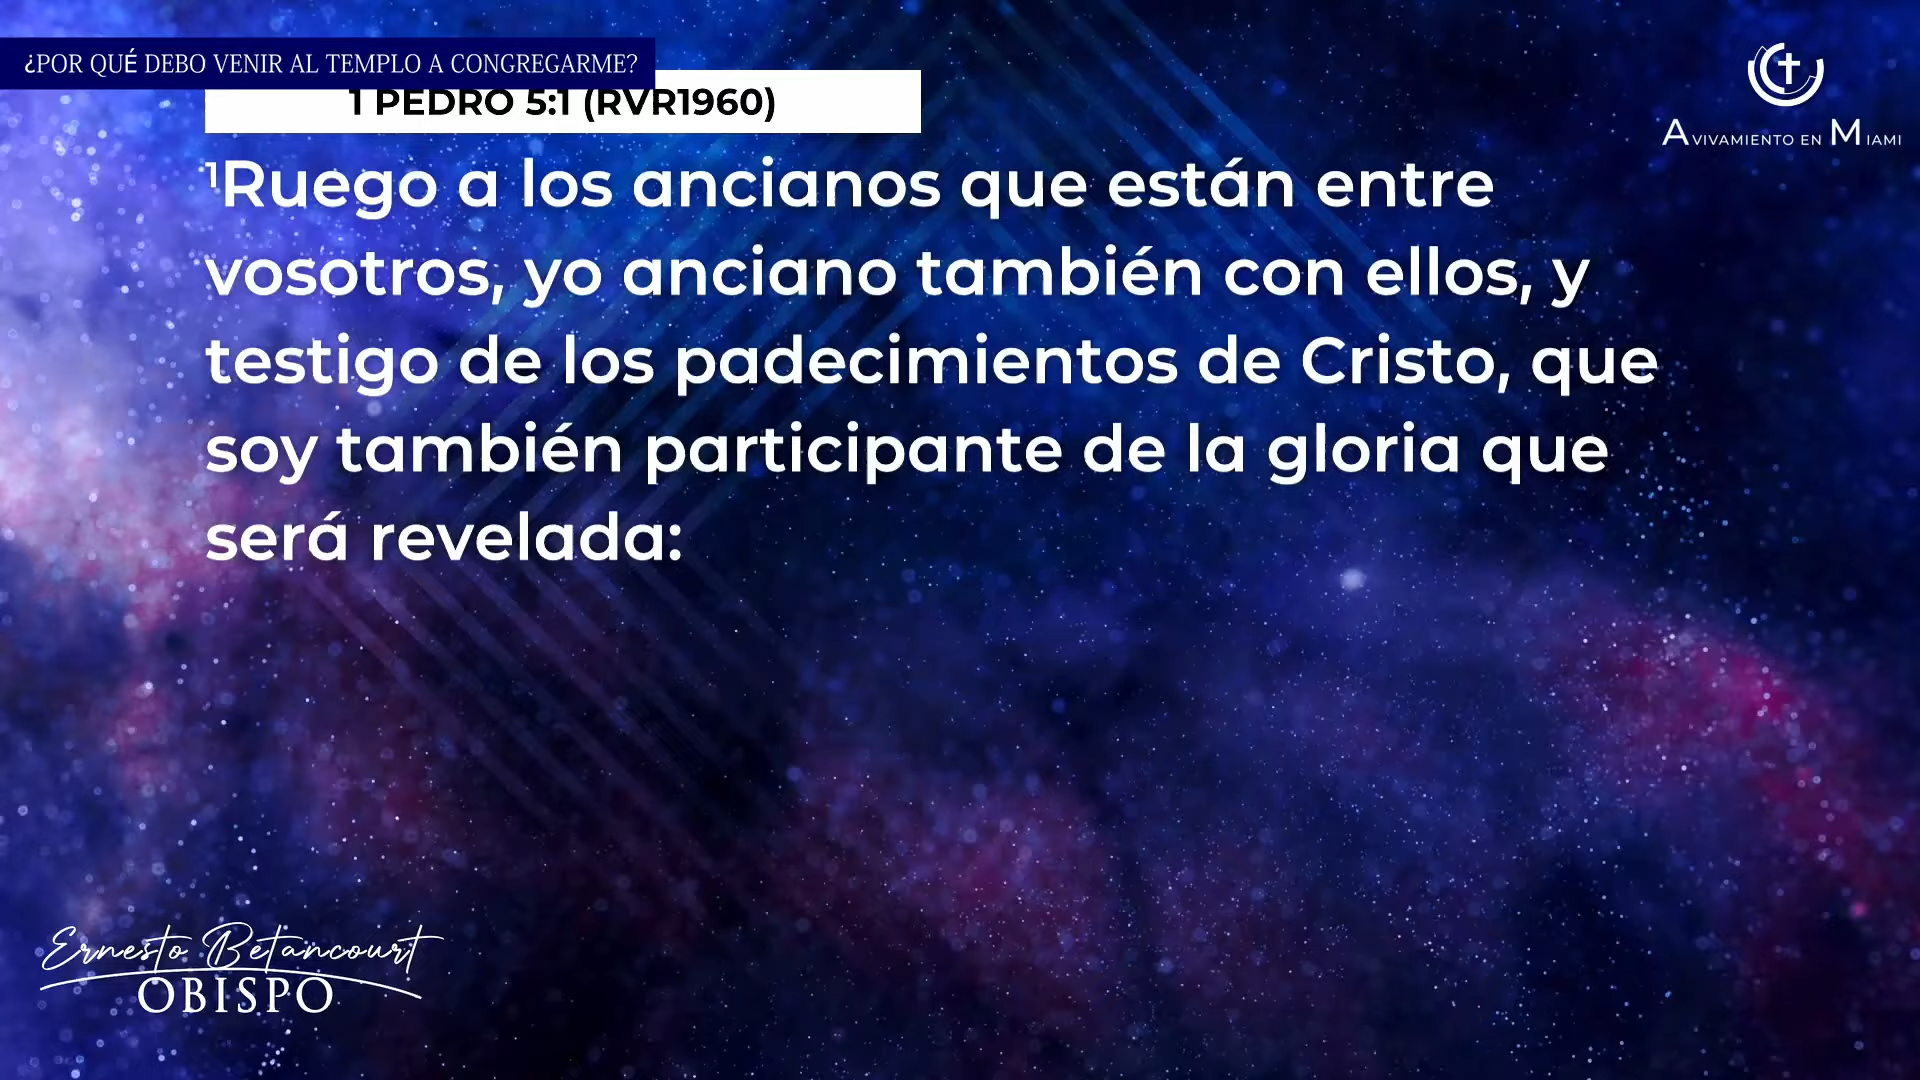 ¿POR QUÉ DEBO VENIR AL TEMPLO A CONGREGARME?
1 PEDRO 5:1 (RVR1960)
AVIVAMIENTO EN MIAMI
¹Ruego a los ancianos que están entre
vosotros, yo anciano también con ellos, y
testigo de los padecimientos de Cristo, que
soy también participante de la gloria que
será revelada:
Ernesto Betancourt
OBISPO